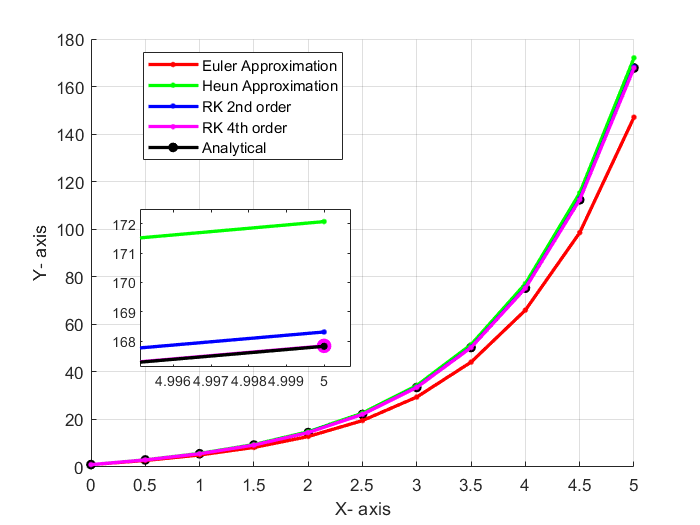 180
160
140
120
100
80
60
40
20
0
Y- axis
Euler Approximation
Heun Approximation
RK 2nd order
RK 4th order
Analytical
172
171
170
169
168
4.996 4.997 4.998 4.999 5
0 0.5 1 1.5 2 2.5 3 3.5 4 4.5 5
X- axis